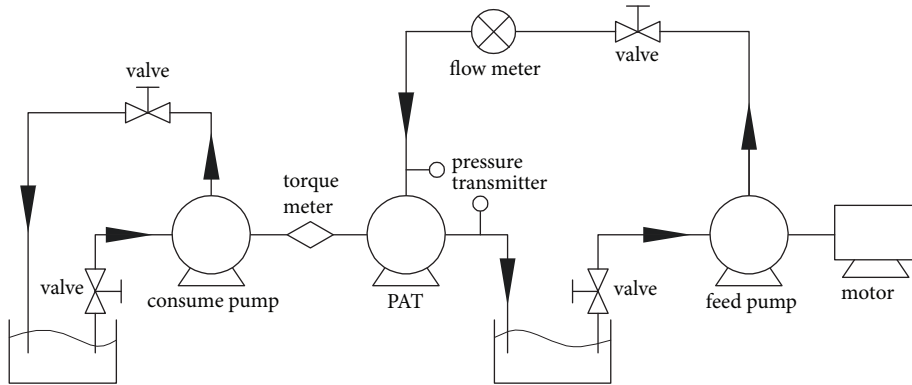 valve
flow meter
valve
torque
meter
pressure
transmitter
valve
consume pump
PAT
valve
feed pump
motor